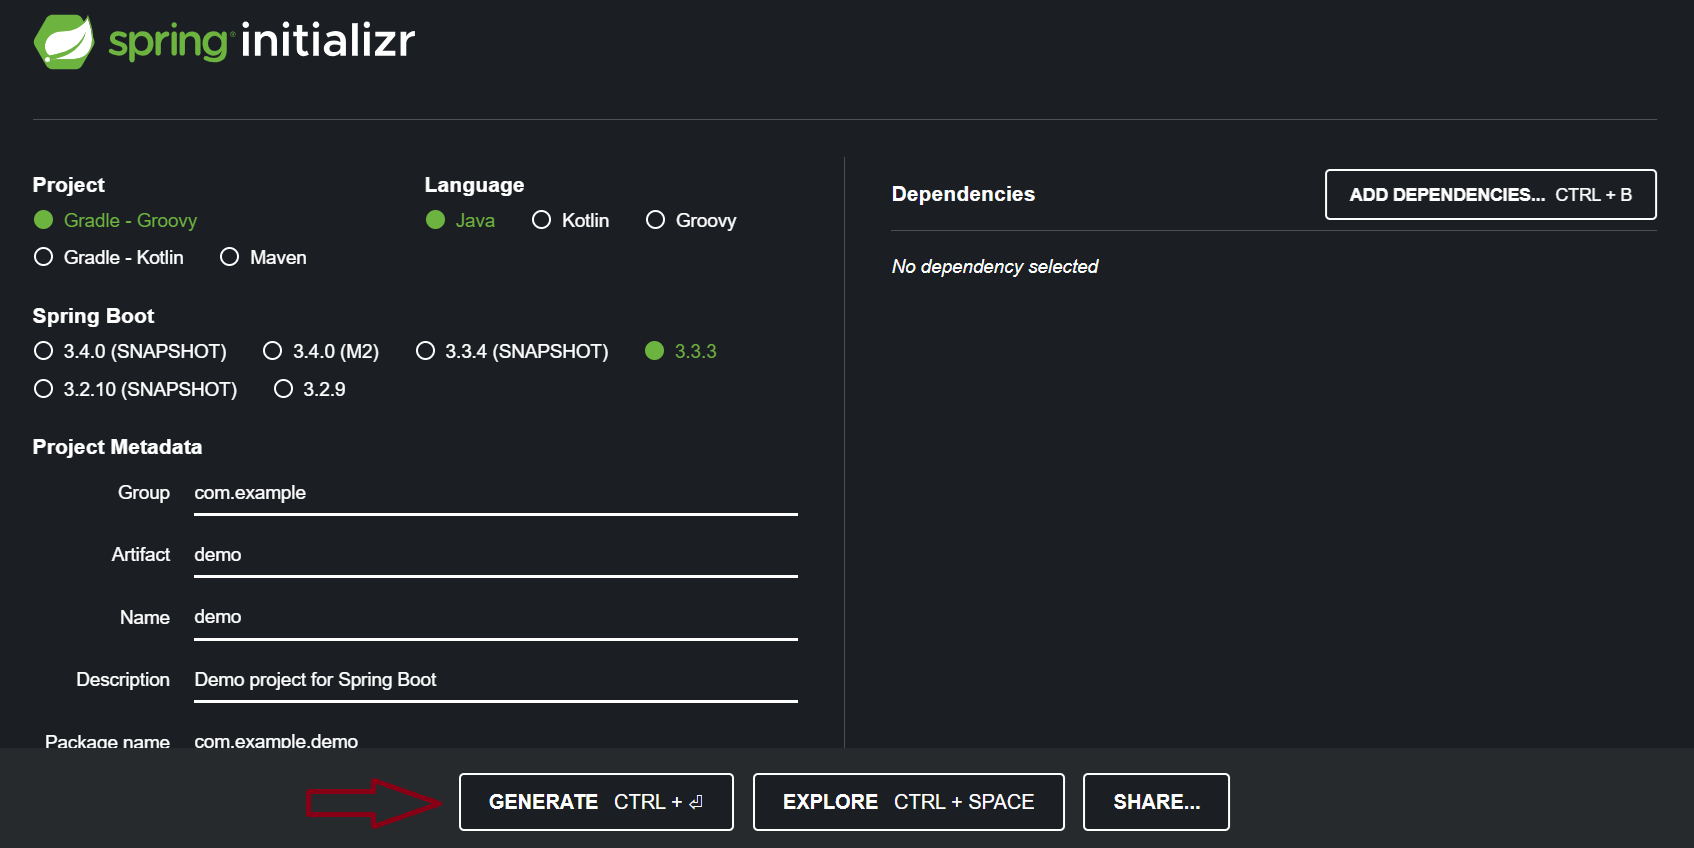 spring initializr
Project
Gradle - Groovy
Gradle - Kotlin Maven
Language
Java Kotlin Groovy
Spring Boot
3.4.0 (SNAPSHOT) 3.4.0 (M2) 3.3.4 (SNAPSHOT) 3.3.3
3.2.10 (SNAPSHOT) 3.2.9
Project Metadata
Group com.example
Artifact demo
Name demo
Description Demo project for Spring Boot
Package name com.example.demo
Dependencies ADD DEPENDENCIES... CTRL + B
No dependency selected
GENERATE CTRL + ⏎ EXPLORE CTRL + SPACE SHARE...